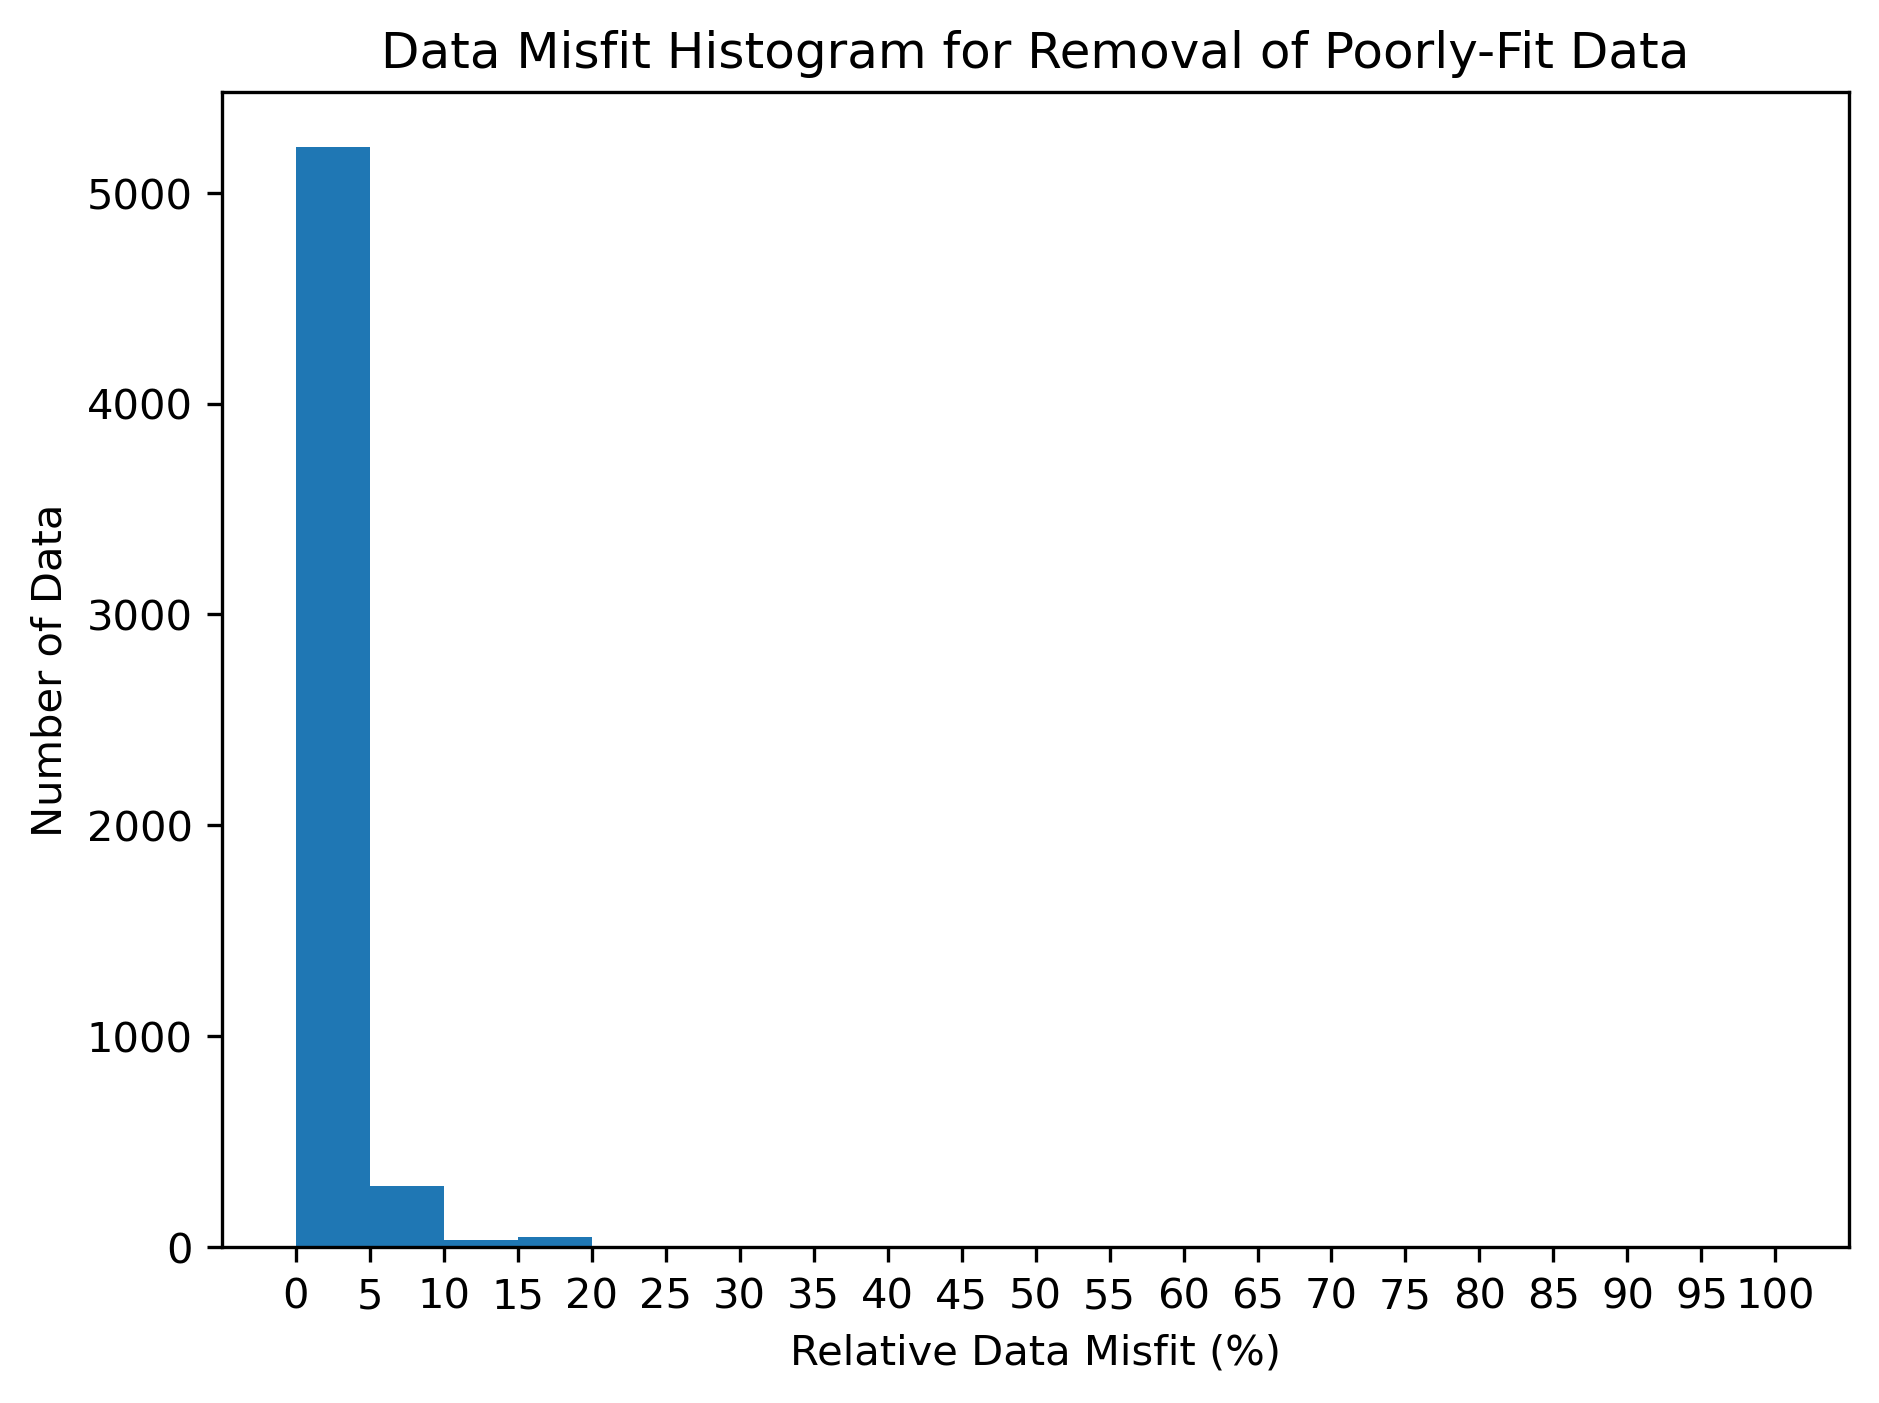 Data Misfit Histogram for Removal of Poorly-Fit Data
Number of Data
5000
4000
3000
2000
1000
0
0 5 10 15 20 25 30 35 40 45 50 55 60 65 70 75 80 85 90 95 100
Relative Data Misfit (%)